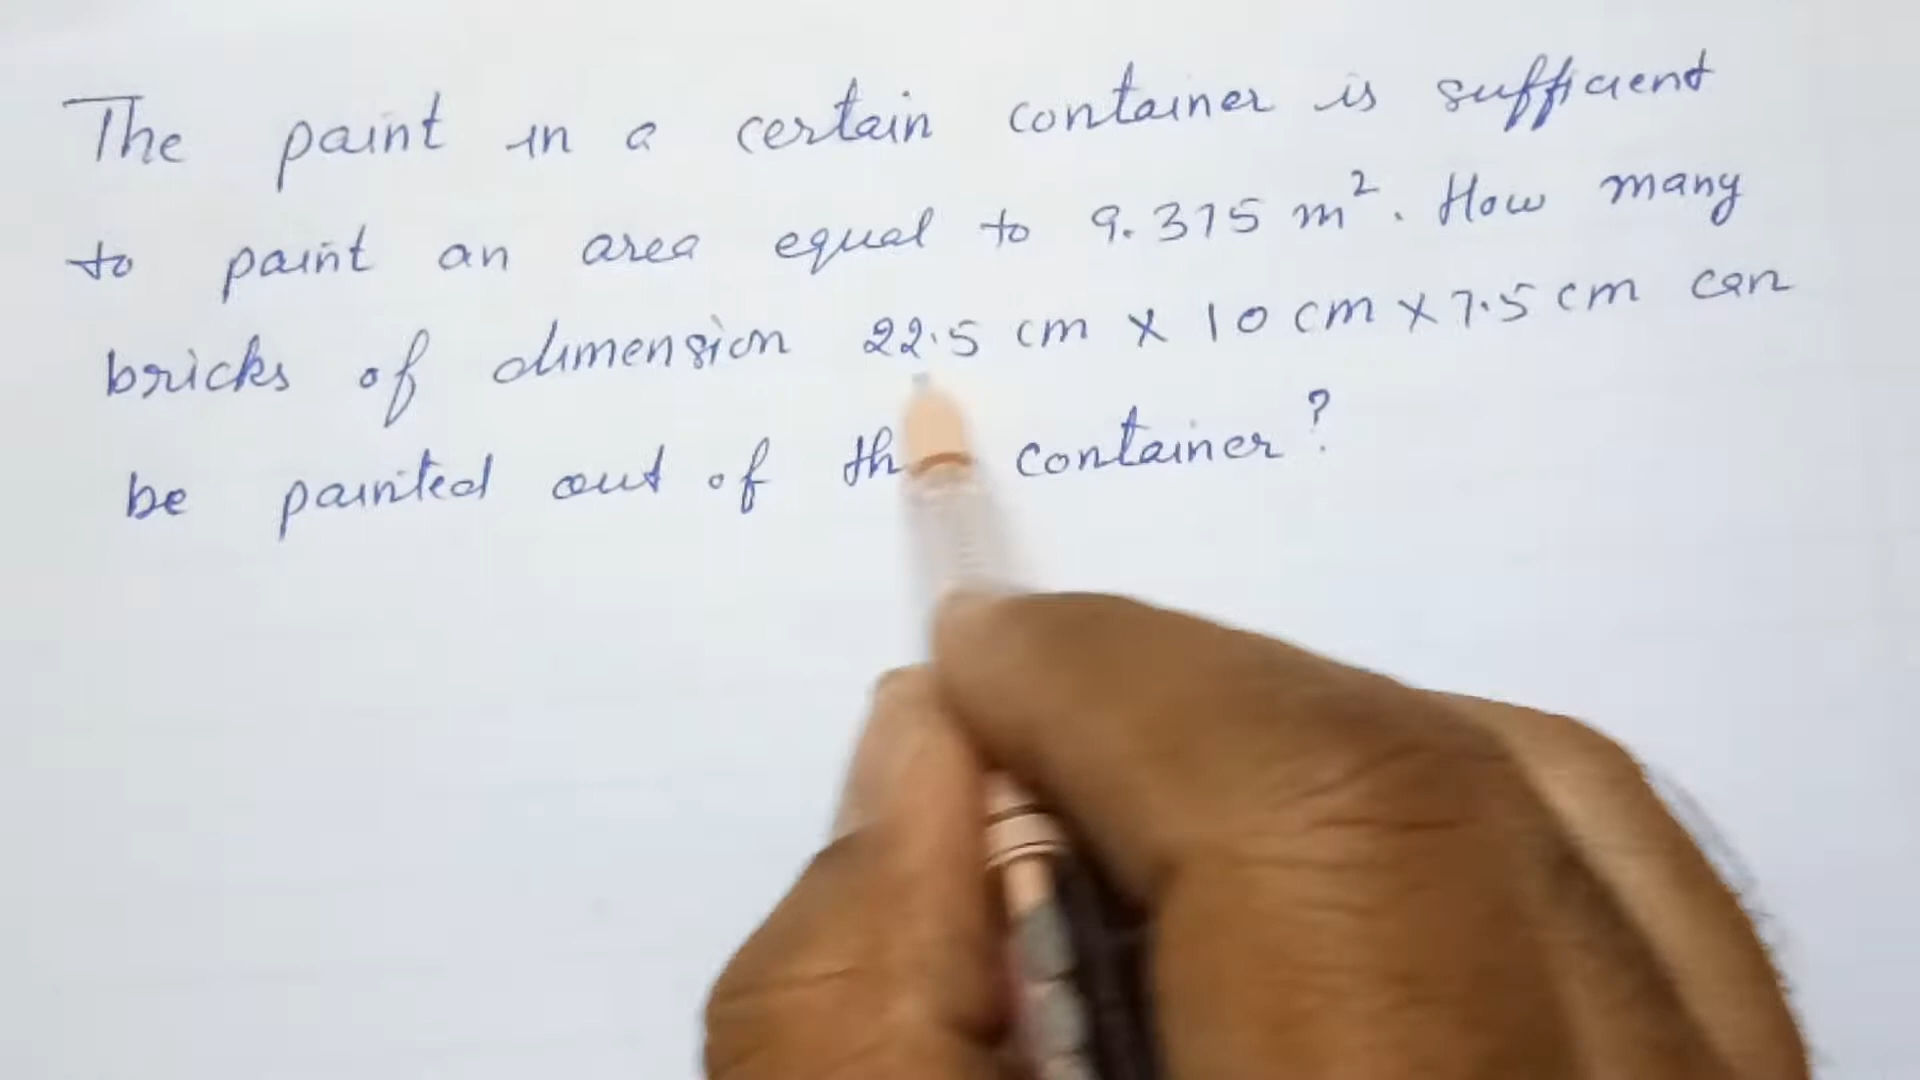 The paint in a certain container is sufficient
to paint an area equal to 9.375 m². How many
bricks of dimension 22.5 cm × 10 cm × 7.5 cm can
be painted out of container?